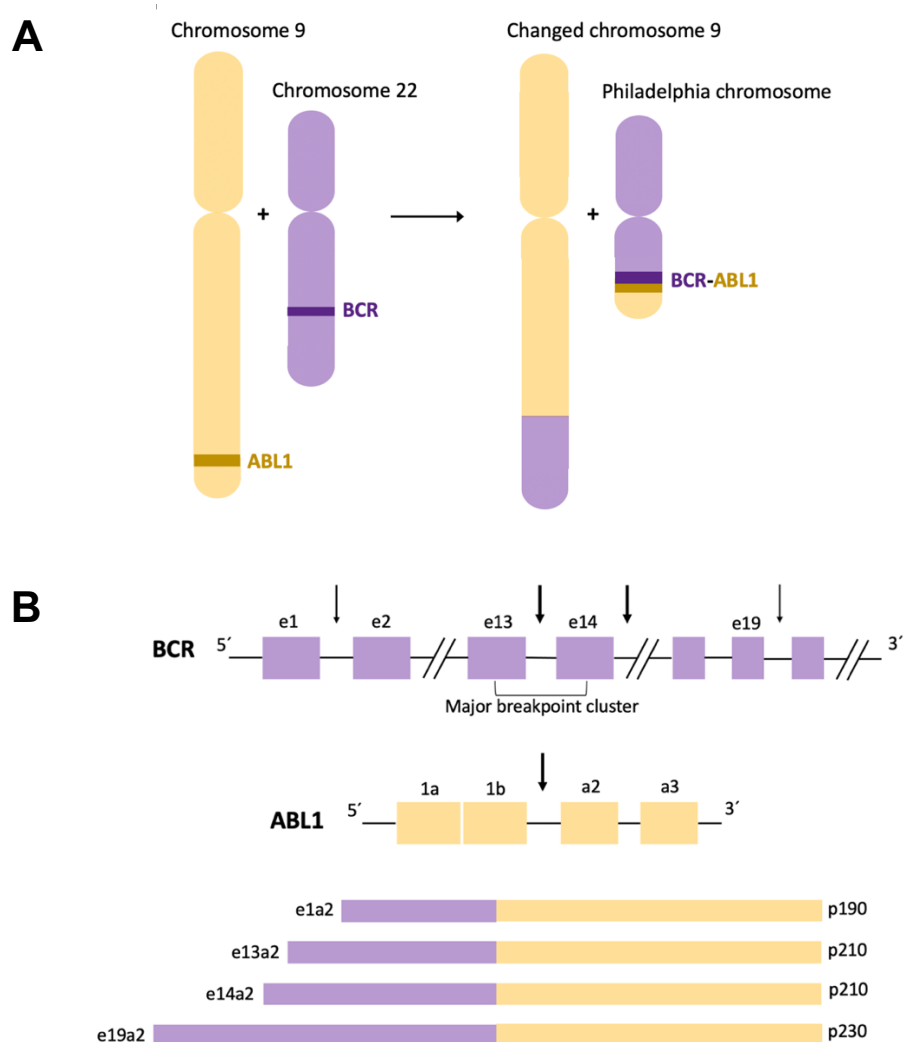 A
Chromosome 9
Changed chromosome 9
Chromosome 22
Philadelphia chromosome
+
+
BCR-ABL1
BCR
ABL1
B
e1
e2
e13
e14
e19
BCR
5´
3´
Major breakpoint cluster
1a
1b
a2
a3
ABL1
5´
3´
e1a2
p190
e13a2
p210
e14a2
p210
e19a2
p230